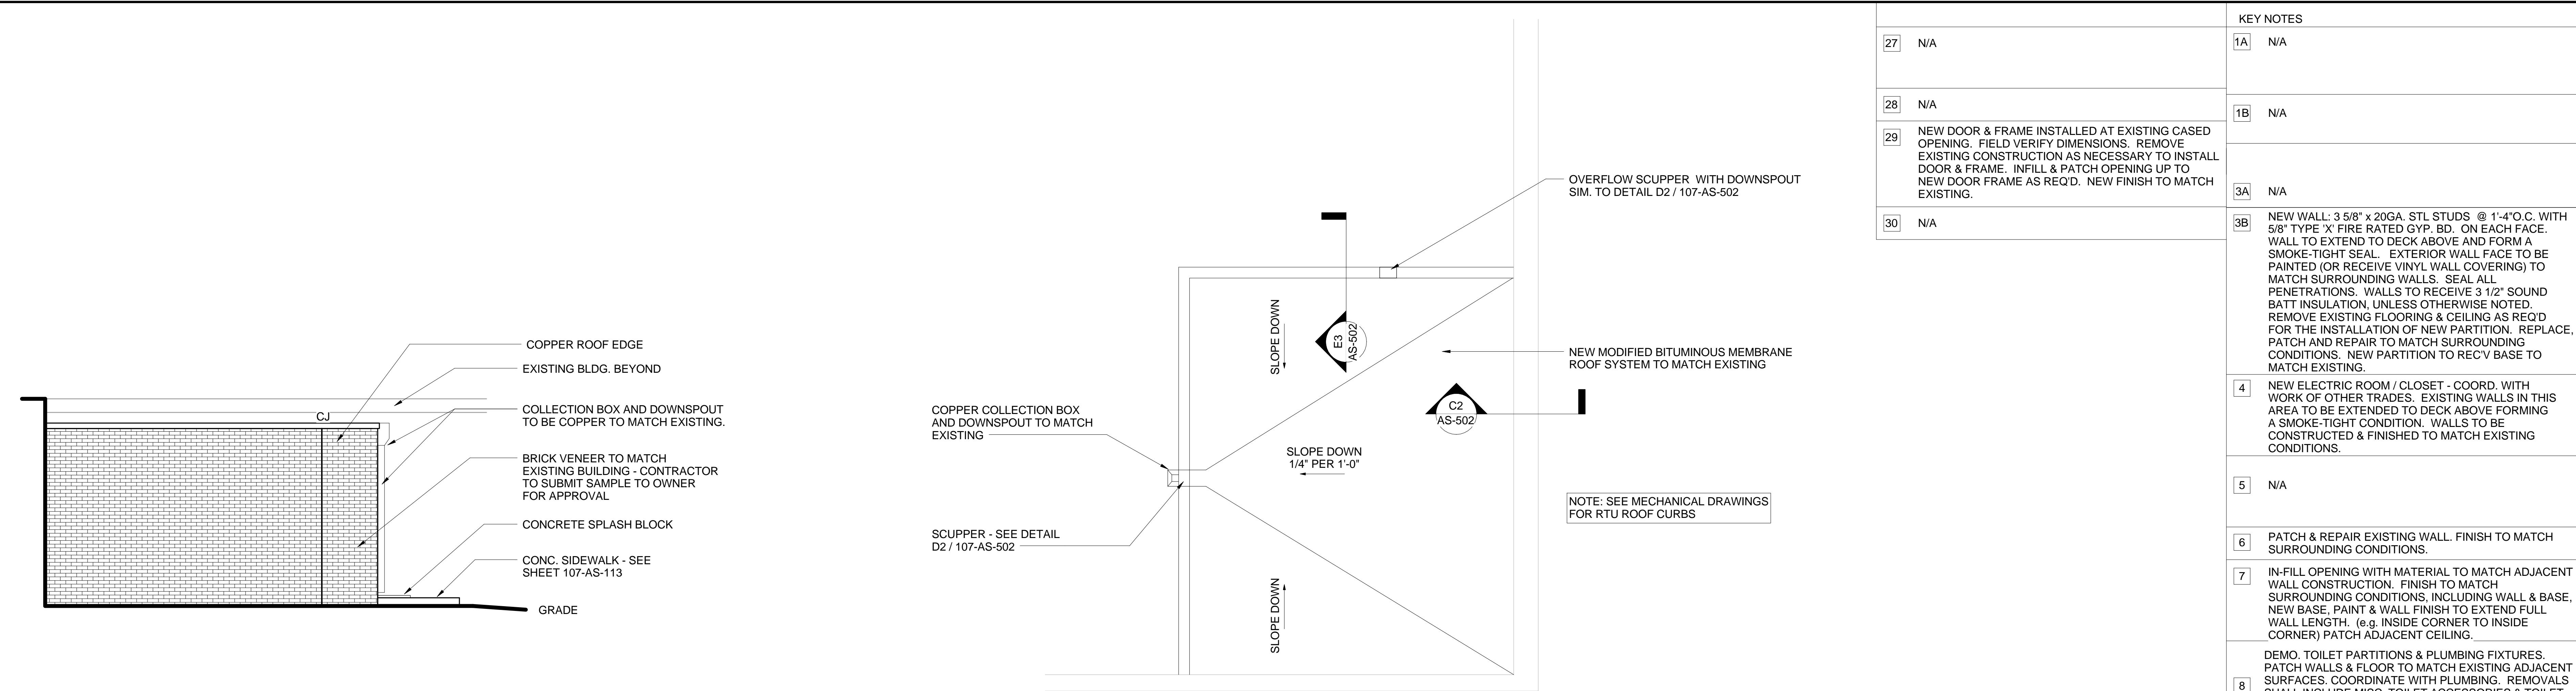 COPPER ROOF EDGE
EXISTING BLDG. BEYOND
CJ
COLLECTION BOX AND DOWNSPOUT
TO BE COPPER TO MATCH EXISTING.
BRICK VENEER TO MATCH
EXISTING BUILDING - CONTRACTOR
TO SUBMIT SAMPLE TO OWNER
FOR APPROVAL
CONCRETE SPLASH BLOCK
CONC. SIDEWALK - SEE
SHEET 107-AS-113
GRADE
OVERFLOW SCUPPER WITH DOWNSPOUT
SIM. TO DETAIL D2 / 107-AS-502
SLOPE DOWN
E3
AS-502
NEW MODIFIED BITUMINOUS MEMBRANE
ROOF SYSTEM TO MATCH EXISTING
C2
AS-502
COPPER COLLECTION BOX
AND DOWNSPOUT TO MATCH
EXISTING
SLOPE DOWN
1/4" PER 1'-0"
NOTE: SEE MECHANICAL DRAWINGS
FOR RTU ROOF CURBS
SCUPPER - SEE DETAIL
D2 / 107-AS-502
SLOPE DOWN
27 N/A
28 N/A
29 NEW DOOR & FRAME INSTALLED AT EXISTING CASED
OPENING. FIELD VERIFY DIMENSIONS. REMOVE
EXISTING CONSTRUCTION AS NECESSARY TO INSTALL
DOOR & FRAME. INFILL & PATCH OPENING UP TO
NEW DOOR FRAME AS REQ'D. NEW FINISH TO MATCH
EXISTING.
30 N/A
KEY NOTES
1A N/A
1B N/A
3A N/A
3B NEW WALL: 3 5/8" x 20GA. STL STUDS @ 1'-4"O.C. WITH
5/8" TYPE 'X' FIRE RATED GYP. BD. ON EACH FACE.
WALL TO EXTEND TO DECK ABOVE AND FORM A
SMOKE-TIGHT SEAL. EXTERIOR WALL FACE TO BE
PAINTED (OR RECEIVE VINYL WALL COVERING) TO
MATCH SURROUNDING WALLS. SEAL ALL
PENETRATIONS. WALLS TO RECEIVE 3 1/2" SOUND
BATT INSULATION, UNLESS OTHERWISE NOTED.
REMOVE EXISTING FLOORING & CEILING AS REQ'D
FOR THE INSTALLATION OF NEW PARTITION. REPLACE,
PATCH AND REPAIR TO MATCH SURROUNDING
CONDITIONS. NEW PARTITION TO REC'V BASE TO
MATCH EXISTING.
4 NEW ELECTRIC ROOM / CLOSET - COORD. WITH
WORK OF OTHER TRADES. EXISTING WALLS IN THIS
AREA TO BE EXTENDED TO DECK ABOVE FORMING
A SMOKE-TIGHT CONDITION. WALLS TO BE
CONSTRUCTED & FINISHED TO MATCH EXISTING
CONDITIONS.
5 N/A
6 PATCH & REPAIR EXISTING WALL. FINISH TO MATCH
SURROUNDING CONDITIONS.
7 IN-FILL OPENING WITH MATERIAL TO MATCH ADJACENT
WALL CONSTRUCTION. FINISH TO MATCH
SURROUNDING CONDITIONS, INCLUDING WALL & BASE,
NEW BASE, PAINT & WALL FINISH TO EXTEND FULL
WALL LENGTH. (e.g. INSIDE CORNER TO INSIDE
CORNER) PATCH ADJACENT CEILING.
DEMO. TOILET PARTITIONS & PLUMBING FIXTURES.
PATCH WALLS & FLOOR TO MATCH EXISTING ADJACENT
8 SURFACES. COORDINATE WITH PLUMBING. REMOVALS
SHALL INCLUDE MISC. TOILET ACCESSORIES & TOILET